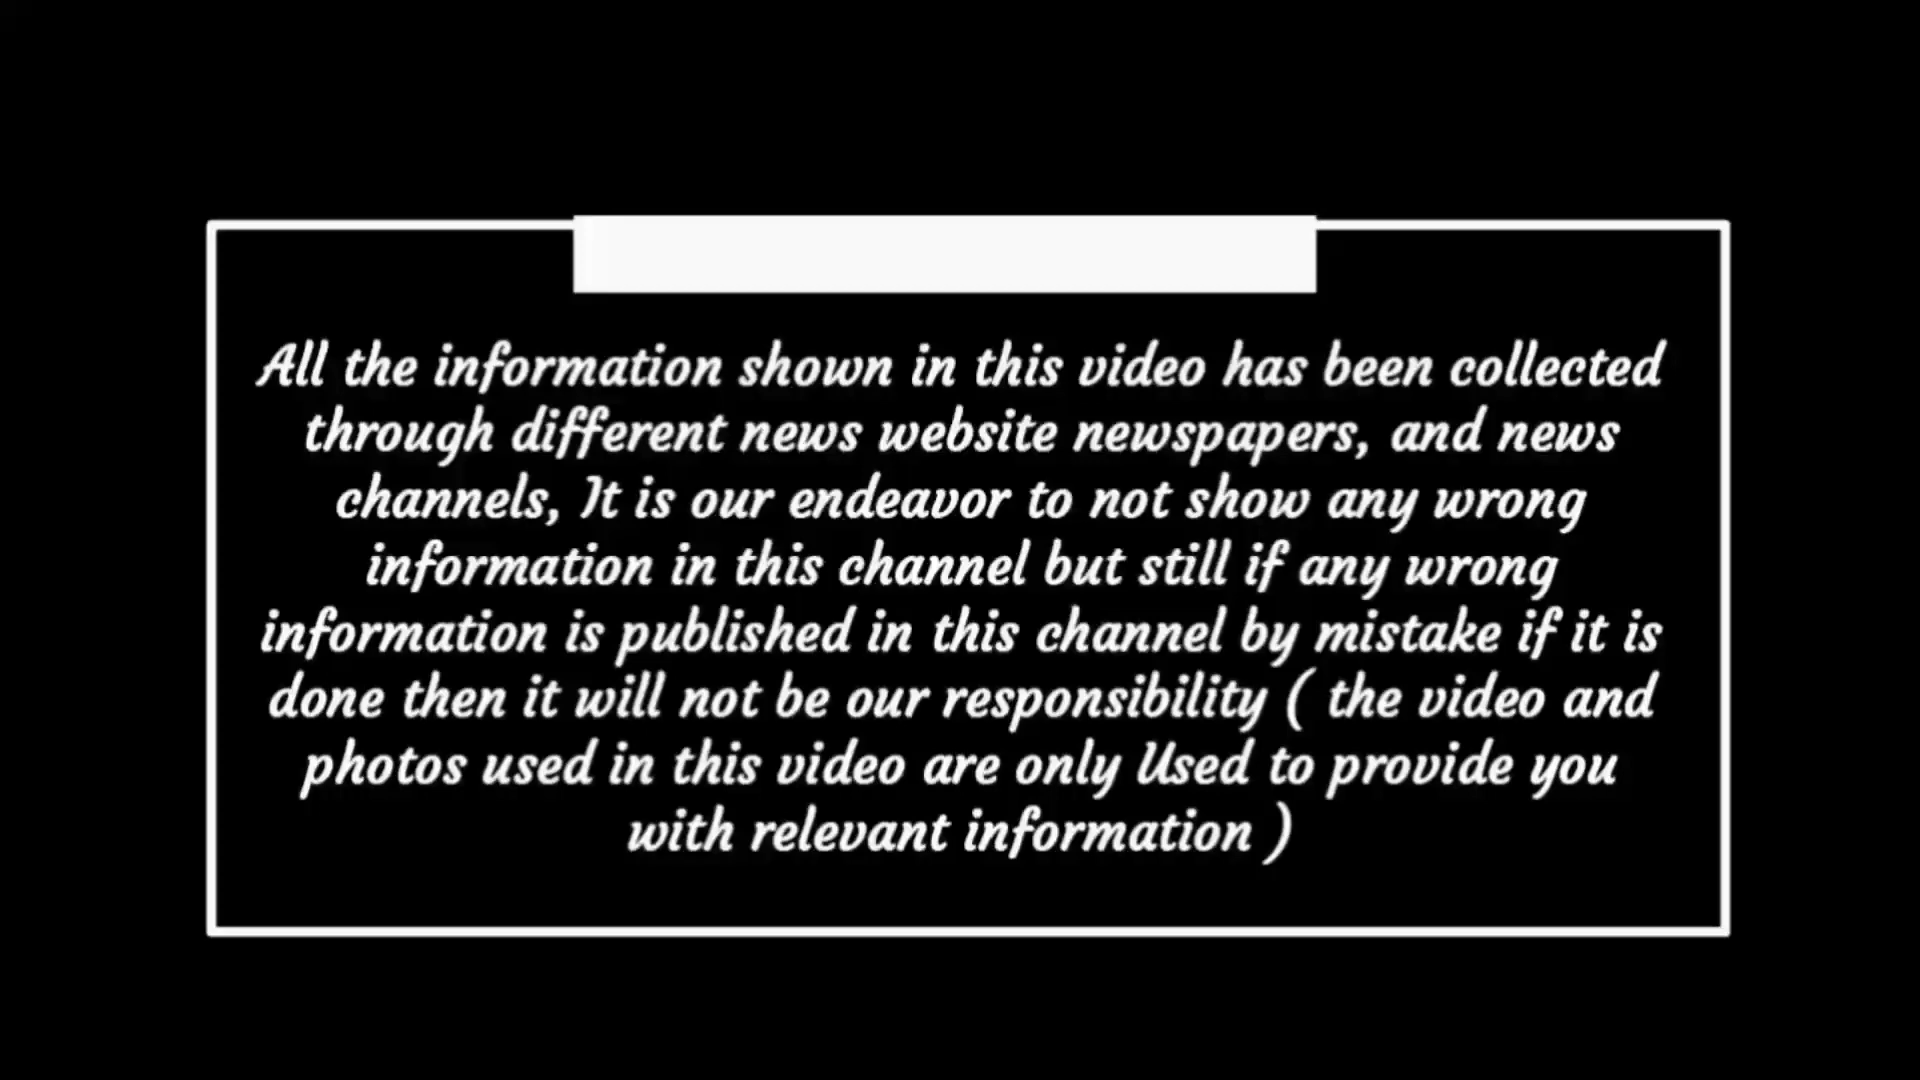 All the information shown in this video has been collected
through different news website newspapers, and news
channels, It is our endeavor to not show any wrong
information in this channel but still if any wrong
information is published in this channel by mistake if it is
done then it will not be our responsibility ( the video and
photos used in this video are only Used to provide you
with relevant information )